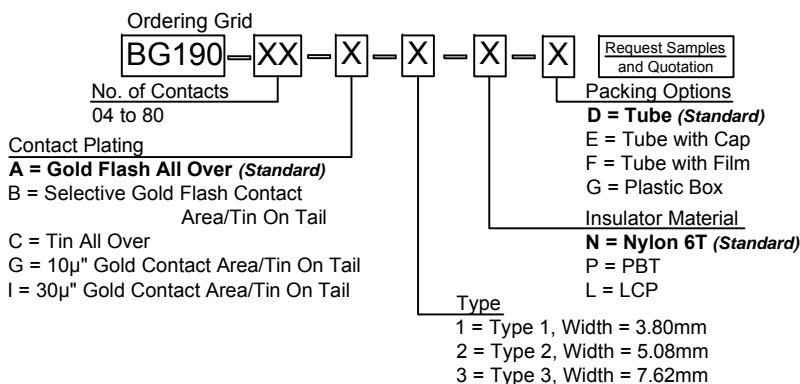 Ordering Grid
BG190 - XX - X - X - X - X
Request Samples
and Quotation
No. of Contacts
04 to 80
Contact Plating
A = Gold Flash All Over (Standard)
B = Selective Gold Flash Contact
Area/Tin On Tail
C = Tin All Over
G = 10µ" Gold Contact Area/Tin On Tail
I = 30µ" Gold Contact Area/Tin On Tail
Packing Options
D = Tube (Standard)
E = Tube with Cap
F = Tube with Film
G = Plastic Box
Insulator Material
N = Nylon 6T (Standard)
P = PBT
L = LCP
Type
1 = Type 1, Width = 3.80mm
2 = Type 2, Width = 5.08mm
3 = Type 3, Width = 7.62mm